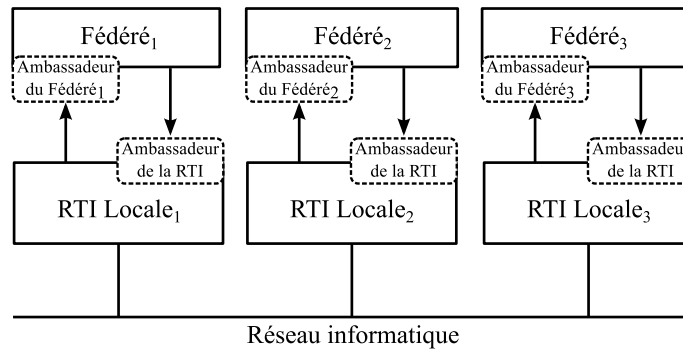 Fédéré₁
Fédéré₂
Fédéré₃
Ambassadeur
du Fédéré₁
Ambassadeur
du Fédéré₂
Ambassadeur
du Fédéré₃
Ambassadeur
de la RTI
Ambassadeur
de la RTI
Ambassadeur
de la RTI
RTI Locale₁
RTI Locale₂
RTI Locale₃
Réseau informatique